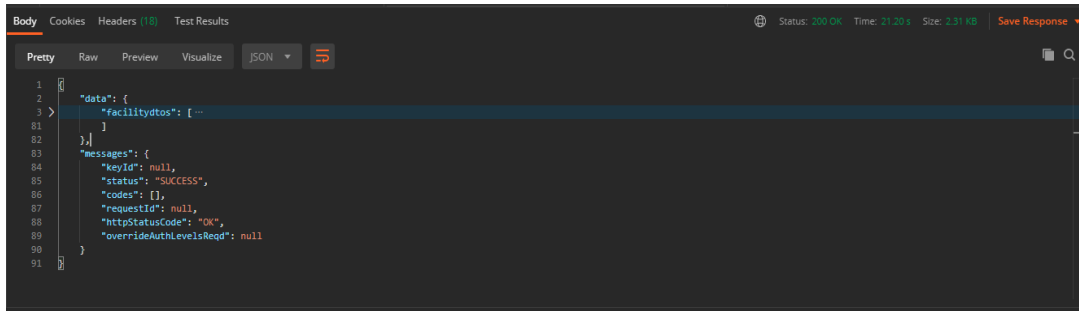 Body Cookies Headers (18) Test Results Status: 200 OK Time: 21.20 s Size: 2.31 KB Save Response
Pretty Raw Preview Visualize JSON
1 {
2 "data": {
3 "facilitydtos": [ ...
81 ]
82 },
83 "messages": {
84 "keyId": null,
85 "status": "SUCCESS",
86 "codes": [],
87 "requestId": null,
88 "httpStatusCode": "OK",
89 "overrideAuthLevelsReqd": null
90 }
91 }